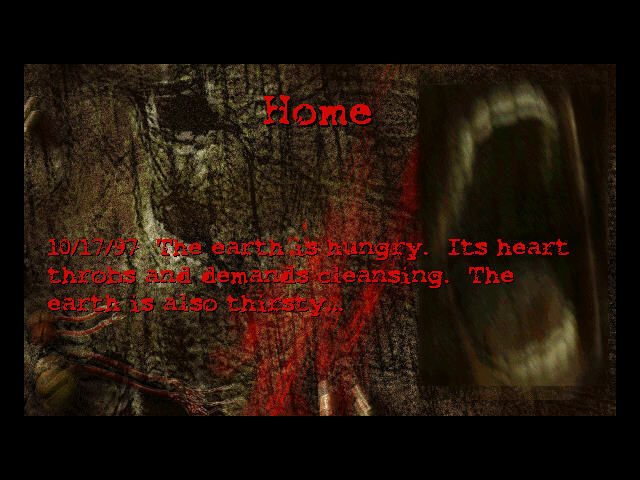 Home
10/17/97  The earth is hungry.  Its heart
throbs and demands cleansing.  The
earth is also thirsty...